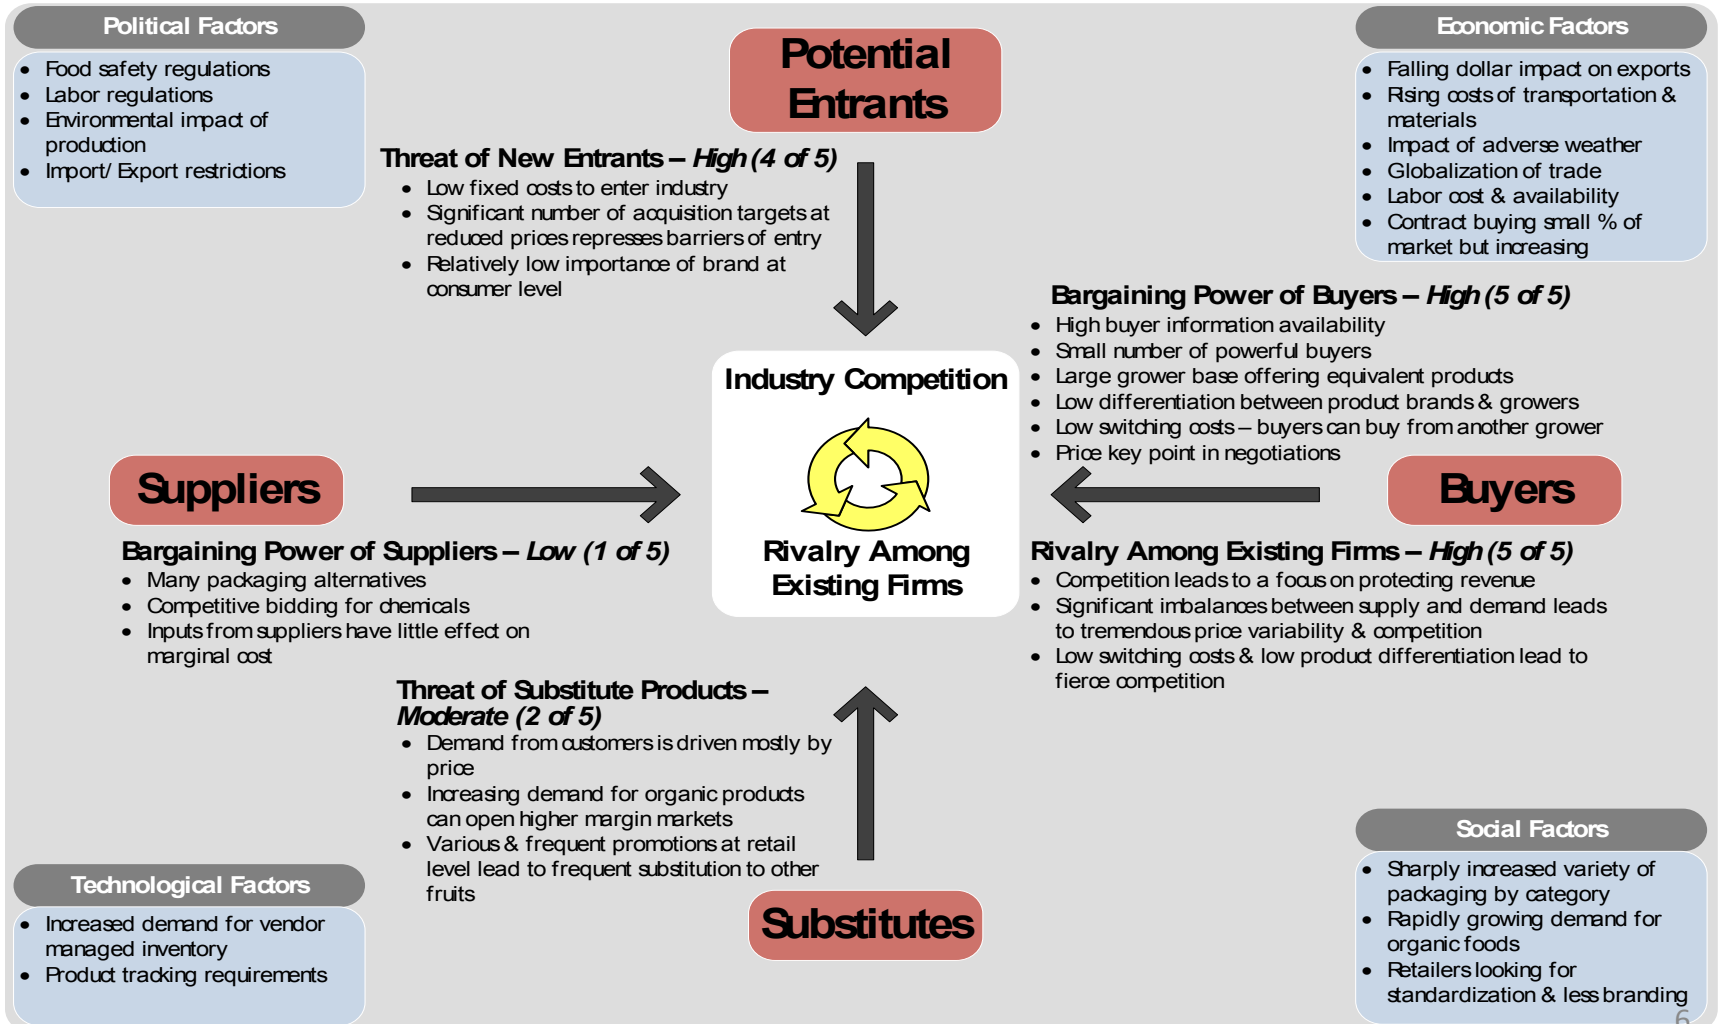 Political Factors
• Food safety regulations
• Labor regulations
• Environmental impact of
production
• Import/ Export restrictions
Potential
Entrants
Economic Factors
• Falling dollar impact on exports
• Rising costs of transportation &
materials
• Impact of adverse weather
• Globalization of trade
• Labor cost & availability
• Contract buying small % of
market but increasing
Threat of New Entrants – High (4 of 5)
• Low fixed costs to enter industry
• Significant number of acquisition targets at
reduced prices represses barriers of entry
• Relatively low importance of brand at
consumer level
Bargaining Power of Buyers – High (5 of 5)
• High buyer information availability
• Small number of powerful buyers
• Large grower base offering equivalent products
• Low differentiation between product brands & growers
• Low switching costs – buyers can buy from another grower
• Price key point in negotiations
Industry Competition
Rivalry Among
Existing Firms
Suppliers
Buyers
Bargaining Power of Suppliers – Low (1 of 5)
• Many packaging alternatives
• Competitive bidding for chemicals
• Inputs from suppliers have little effect on
marginal cost
Rivalry Among Existing Firms – High (5 of 5)
• Competition leads to a focus on protecting revenue
• Significant imbalances between supply and demand leads
to tremendous price variability & competition
• Low switching costs & low product differentiation lead to
fierce competition
Threat of Substitute Products –
Moderate (2 of 5)
• Demand from customers is driven mostly by
price
• Increasing demand for organic products
can open higher margin markets
• Various & frequent promotions at retail
level lead to frequent substitution to other
fruits
Substitutes
Technological Factors
• Increased demand for vendor
managed inventory
• Product tracking requirements
Social Factors
• Sharply increased variety of
packaging by category
• Rapidly growing demand for
organic foods
• Retailers looking for
standardization & less branding
6